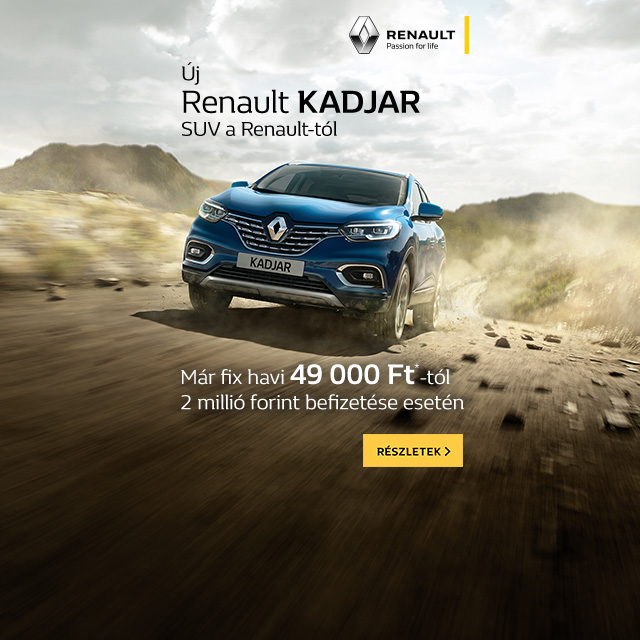 RENAULT
Passion for life
Új
Renault KADJAR
SUV a Renault-tól
KADJAR
Már fix havi 49 000 Ft*-tól
2 millió forint befizetése esetén
RÉSZLETEK >